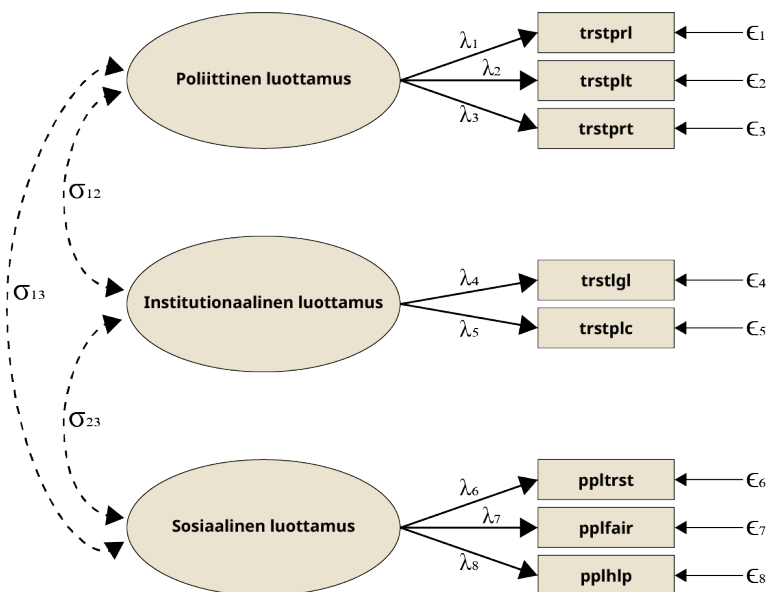 λ1
trstprl
ϵ1
Poliittinen luottamus
λ2
trstplt
ϵ2
λ3
trstprt
ϵ3
σ12
σ13
Institutionaalinen luottamus
λ4
trstlgl
ϵ4
λ5
trstplc
ϵ5
σ23
Sosiaalinen luottamus
λ6
ppltrst
ϵ6
λ7
pplfair
ϵ7
λ8
pplhlp
ϵ8